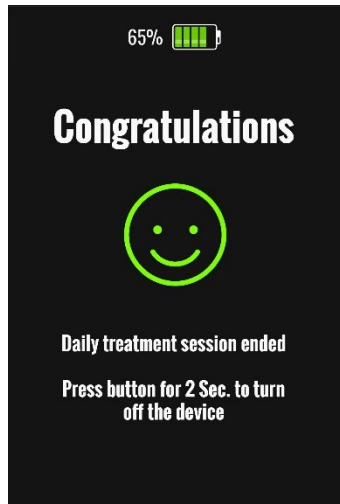 65%
Congratulations
Daily treatment session ended
Press button for 2 Sec. to turn
off the device